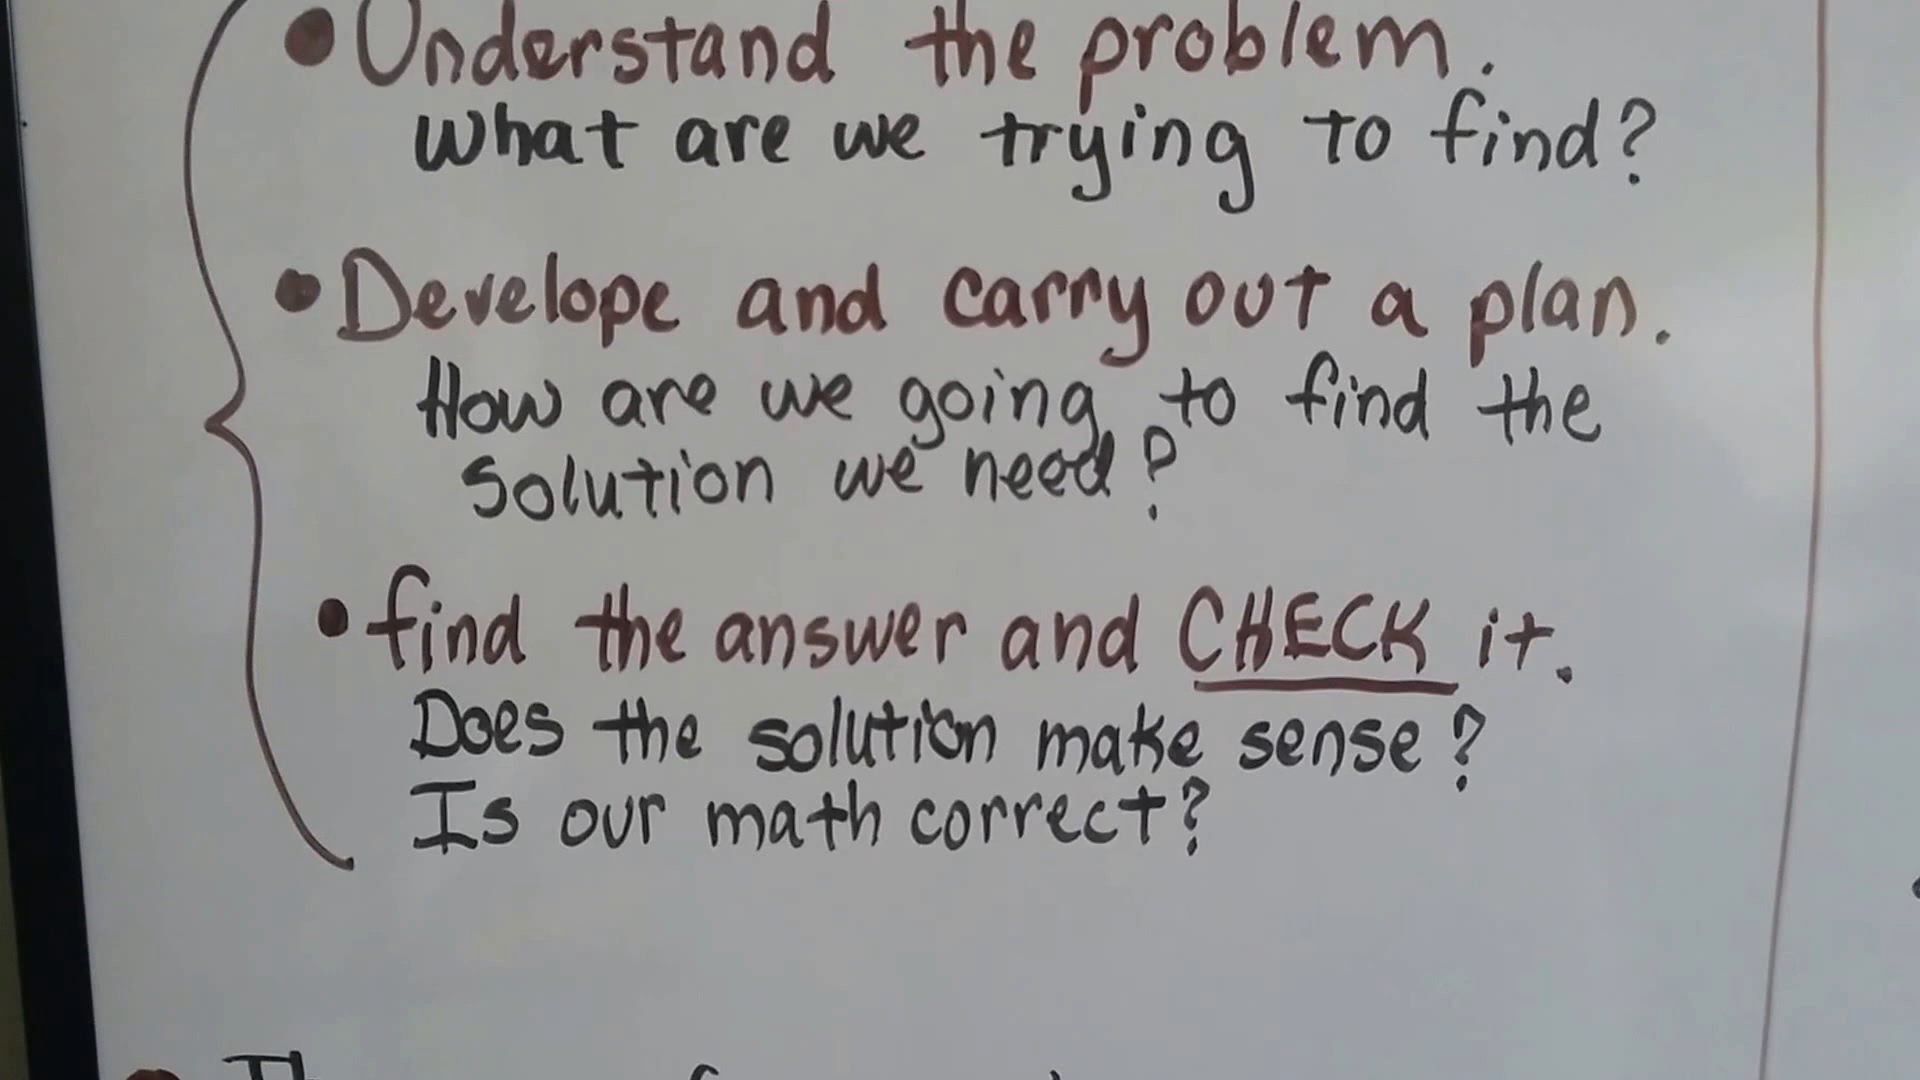 • Understand the problem.
What are we trying to find?
• Develope and carry out a plan.
How are we going to find the
solution we need?
• find the answer and CHECK it.
Does the solution make sense?
Is our math correct?